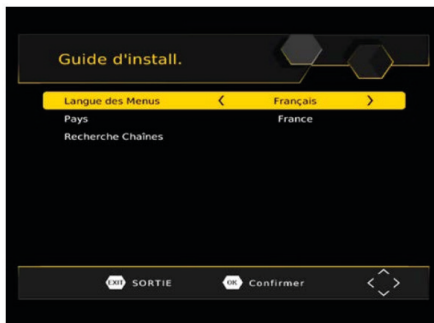 Guide d'install.
Langue des Menus < Français >
Pays France
Recherche Chaînes
EXIT SORTIE OK Confirmer